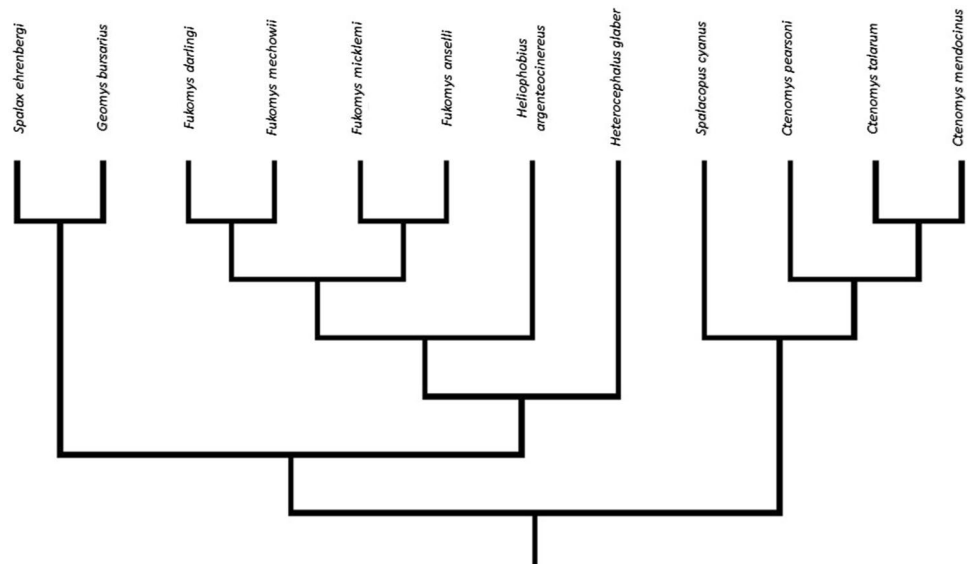 Spalax ehrenbergi
Geomys bursarius
Fukomys darlingi
Fukomys mechowii
Fukomys micklemi
Fukomys anselli
Heliophobius
argenteocinereus
Heterocephalus glaber
Spalacopus cyanus
Ctenomys pearsoni
Ctenomys talarum
Ctenomys mendocinus